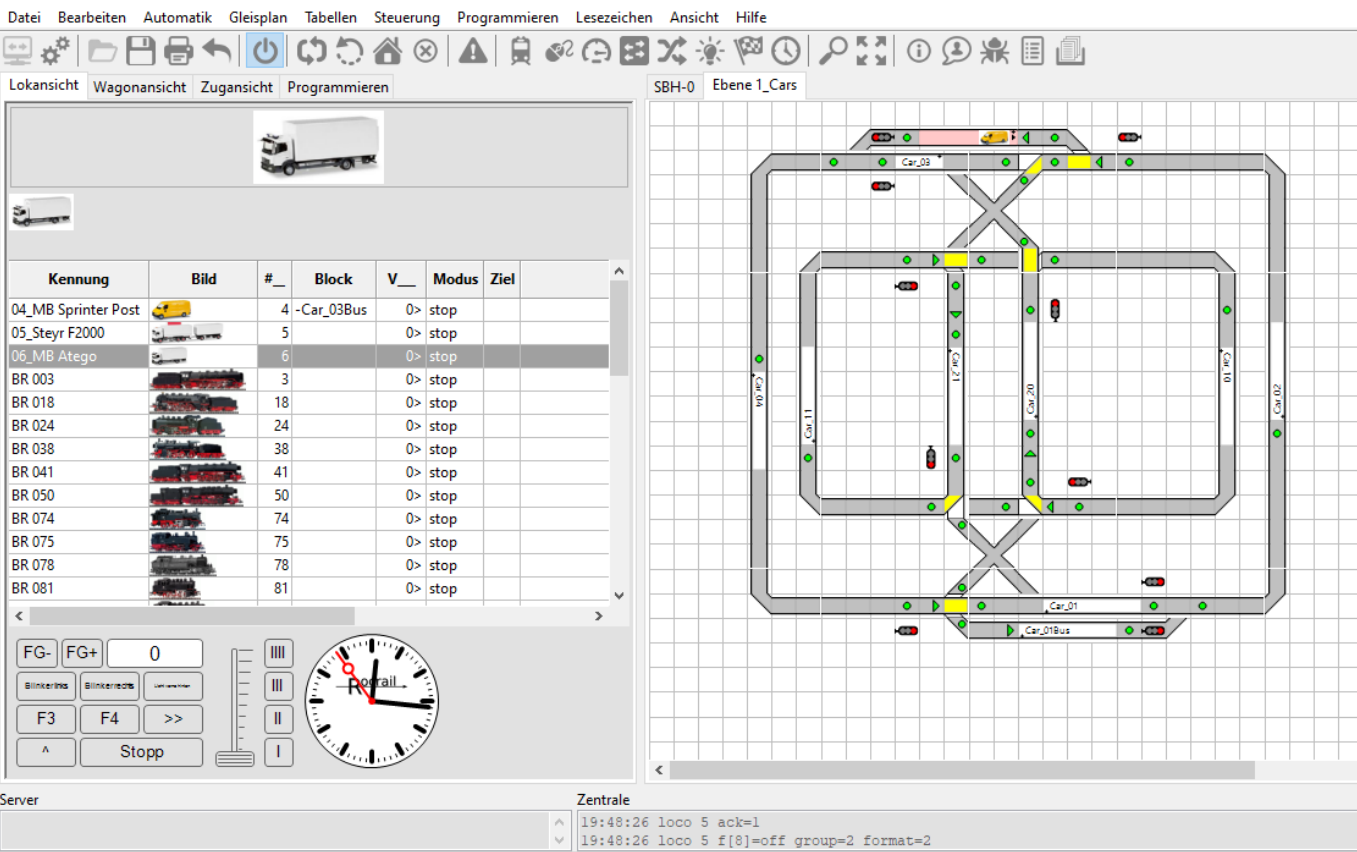 Datei Bearbeiten Automatik Gleisplan Tabellen Steuerung Programmieren Lesezeichen Ansicht Hilfe
Lokansicht Wagonansicht Zugansicht Programmieren
SBH-0 Ebene 1_Cars
Kennung Bild #__ Block V___ Modus Ziel
04_MB Sprinter Post 4 -Car_03Bus 0> stop
05_Steyr F2000 5 0> stop
06_MB Atego 6 0> stop
BR 003 3 0> stop
BR 018 18 0> stop
BR 024 24 0> stop
BR 038 38 0> stop
BR 041 41 0> stop
BR 050 50 0> stop
BR 074 74 0> stop
BR 075 75 0> stop
BR 078 78 0> stop
BR 081 81 0> stop
FG- FG+ 0 IIII
Blinkerlinks Blinkerrechts III
F3 F4 >> II
^ Stopp I
Rocrail
Car_03
Car_04
Car_11
Car_21
Car_20
Car_10
Car_02
Car_01
Car_01Bus
Server
Zentrale
19:48:26 loco 5 ack=1
19:48:26 loco 5 f[8]=off group=2 format=2